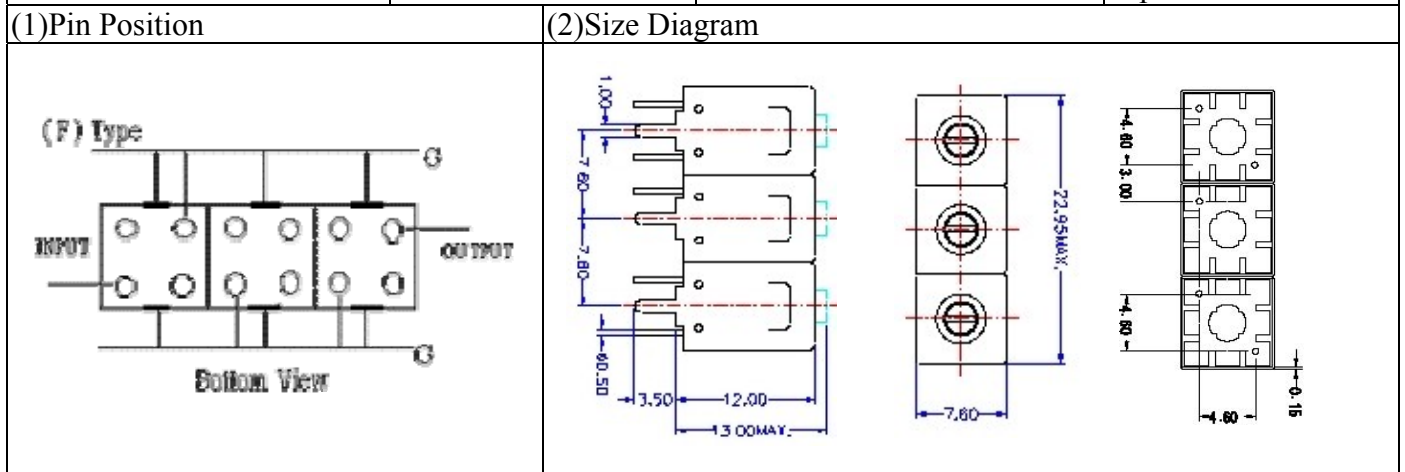 (1)Pin Position
(2)Size Diagram
(F) Type
G
INPUT
OUTPUT
G
Bottom View
1.00
7.60
7.60
ø0.50
3.50
12.00
13.00MAX.
22.95MAX.
7.60
4.60
3.00
4.60
4.60
0.15